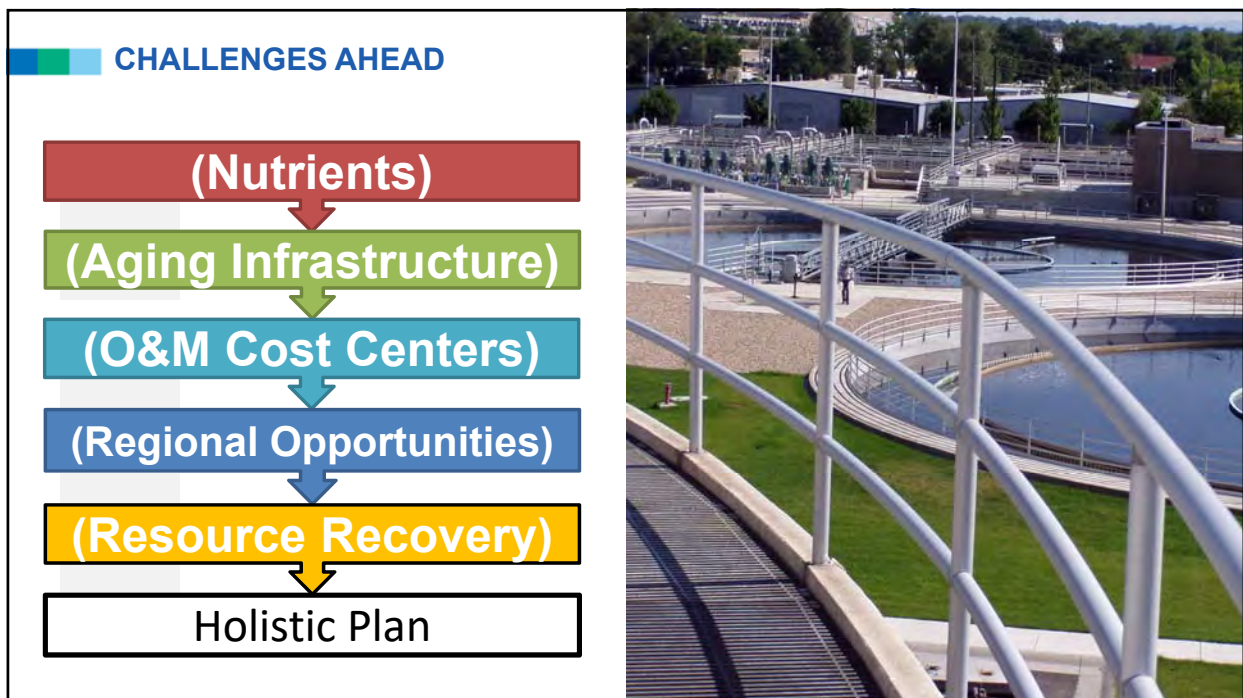 CHALLENGES AHEAD
(Nutrients)
(Aging Infrastructure)
(O&M Cost Centers)
(Regional Opportunities)
(Resource Recovery)
Holistic Plan